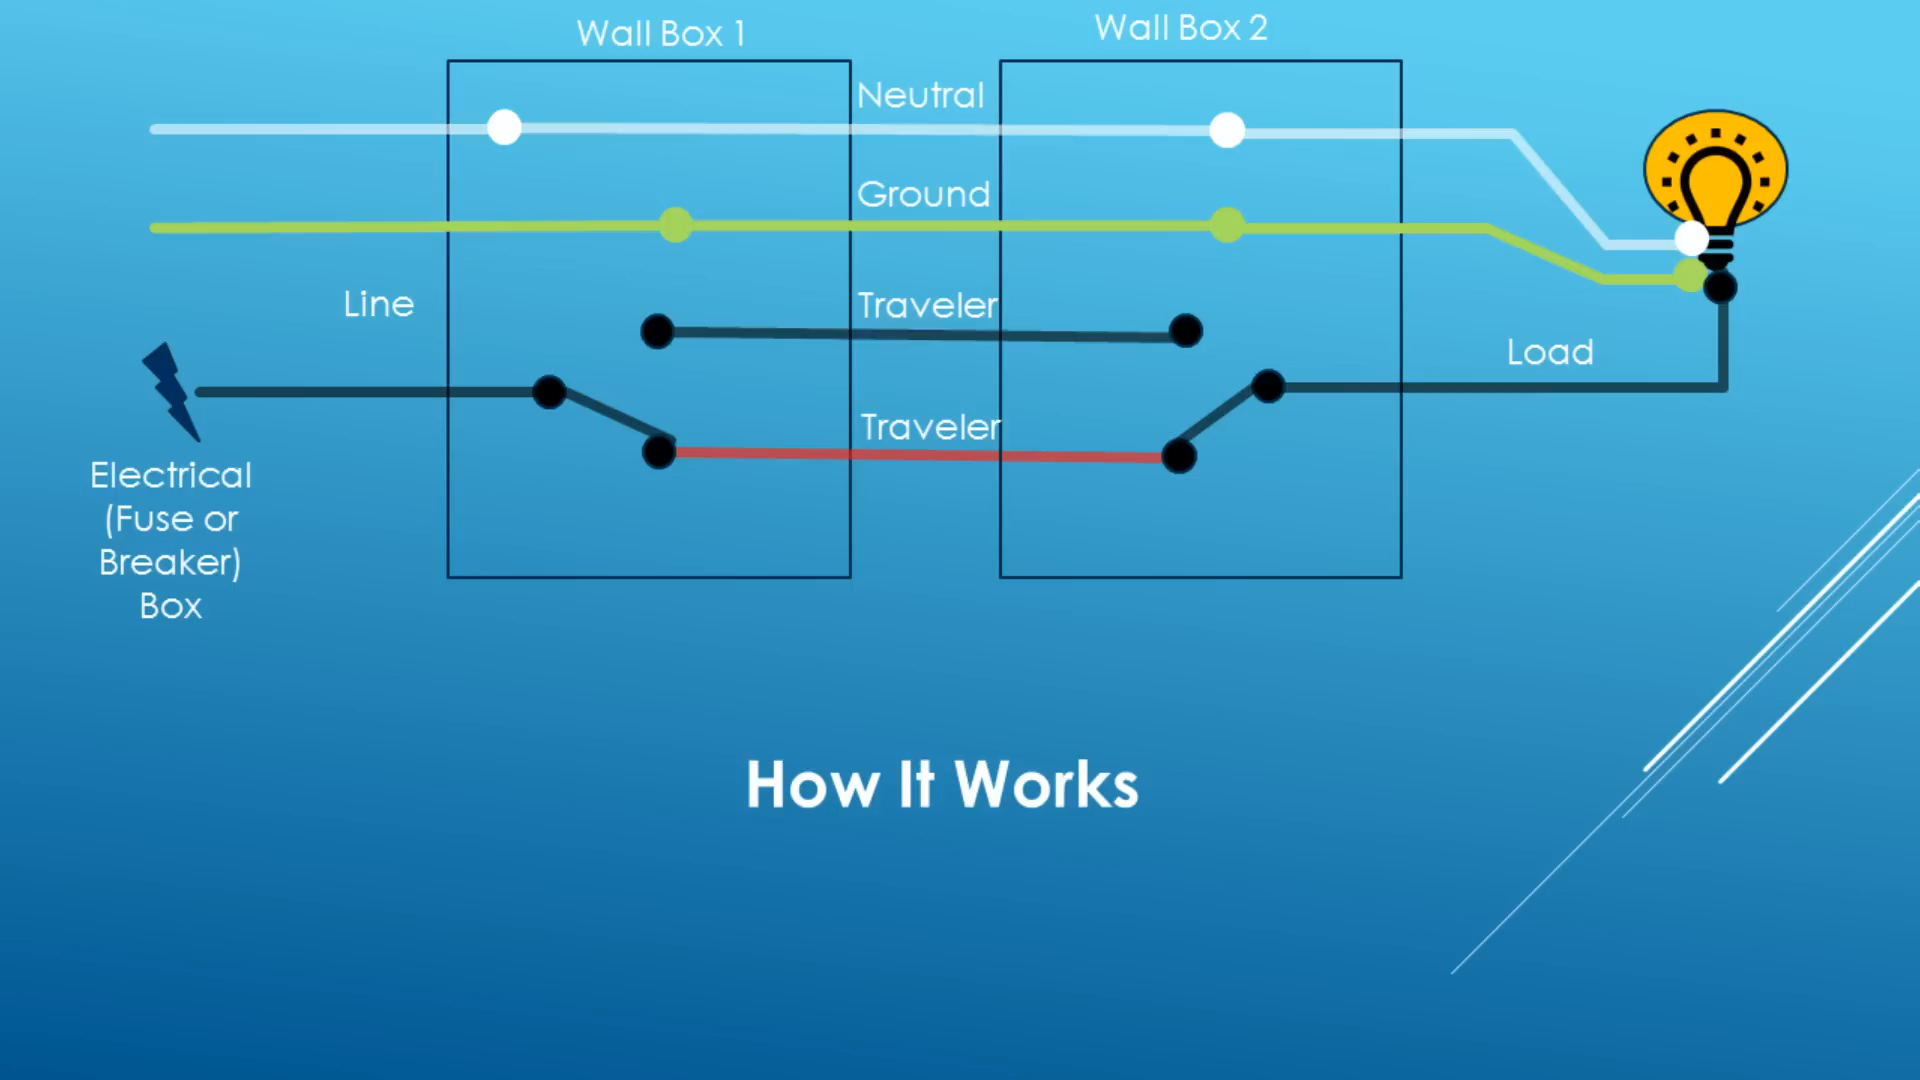 Wall Box 1
Wall Box 2
Neutral
Ground
Line
Traveler
Load
Traveler
Electrical
(Fuse or
Breaker)
Box
How It Works